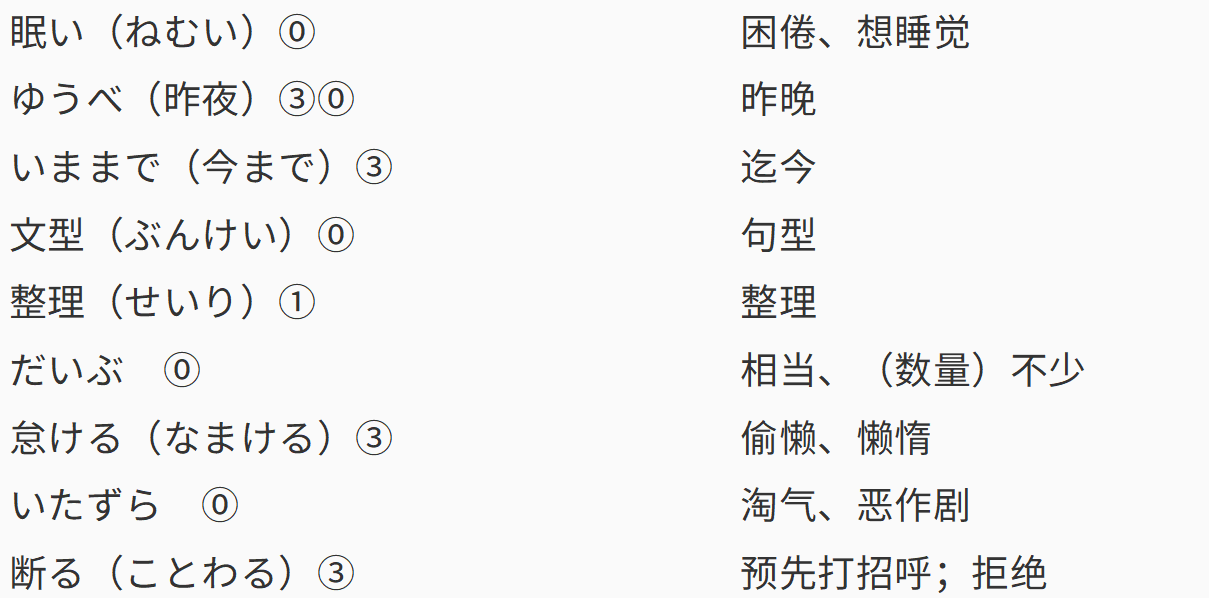 眠い（ねむい）⓪ 困倦、想睡觉
ゆうべ（昨夜）③⓪ 昨晚
いままで（今まで）③ 迄今
文型（ぶんけい）⓪ 句型
整理（せいり）① 整理
だいぶ　⓪ 相当、（数量）不少
怠ける（なまける）③ 偷懒、懒惰
いたずら　⓪ 淘气、恶作剧
断る（ことわる）③ 预先打招呼；拒绝